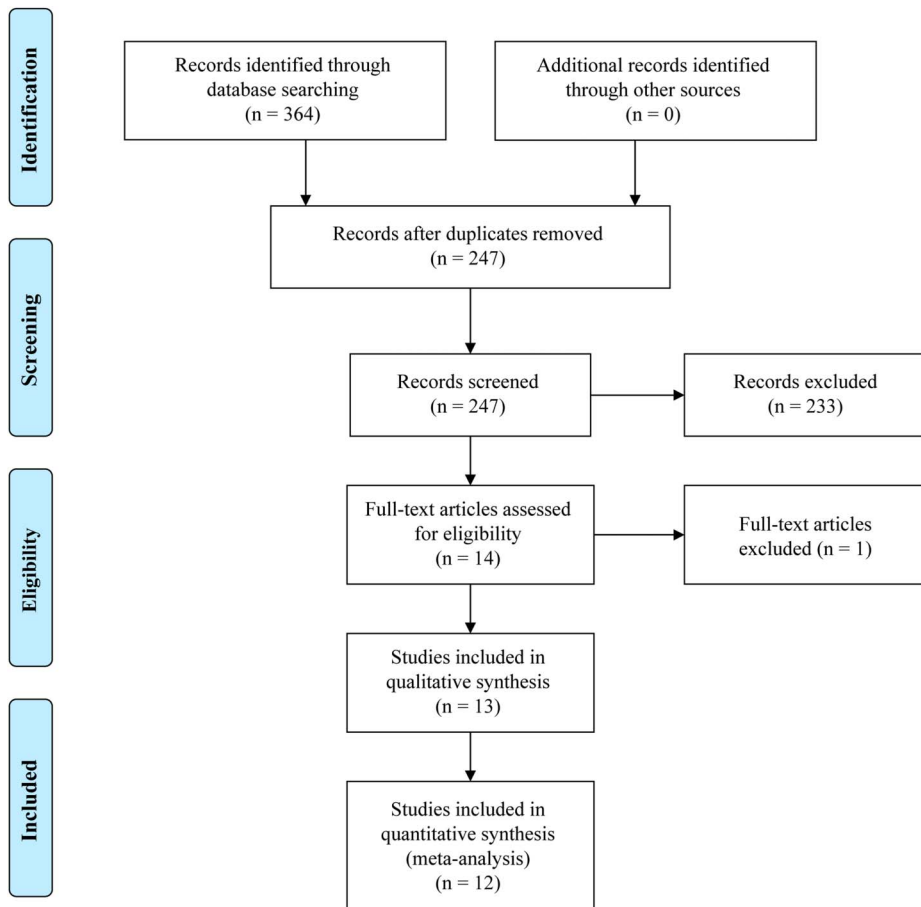 Identification
Records identified through
database searching
(n = 364)
Additional records identified
through other sources
(n = 0)
Records after duplicates removed
(n = 247)
Screening
Records screened
(n = 247)
Records excluded
(n = 233)
Eligibility
Full-text articles assessed
for eligibility
(n = 14)
Full-text articles
excluded (n = 1)
Studies included in
qualitative synthesis
(n = 13)
Included
Studies included in
quantitative synthesis
(meta-analysis)
(n = 12)